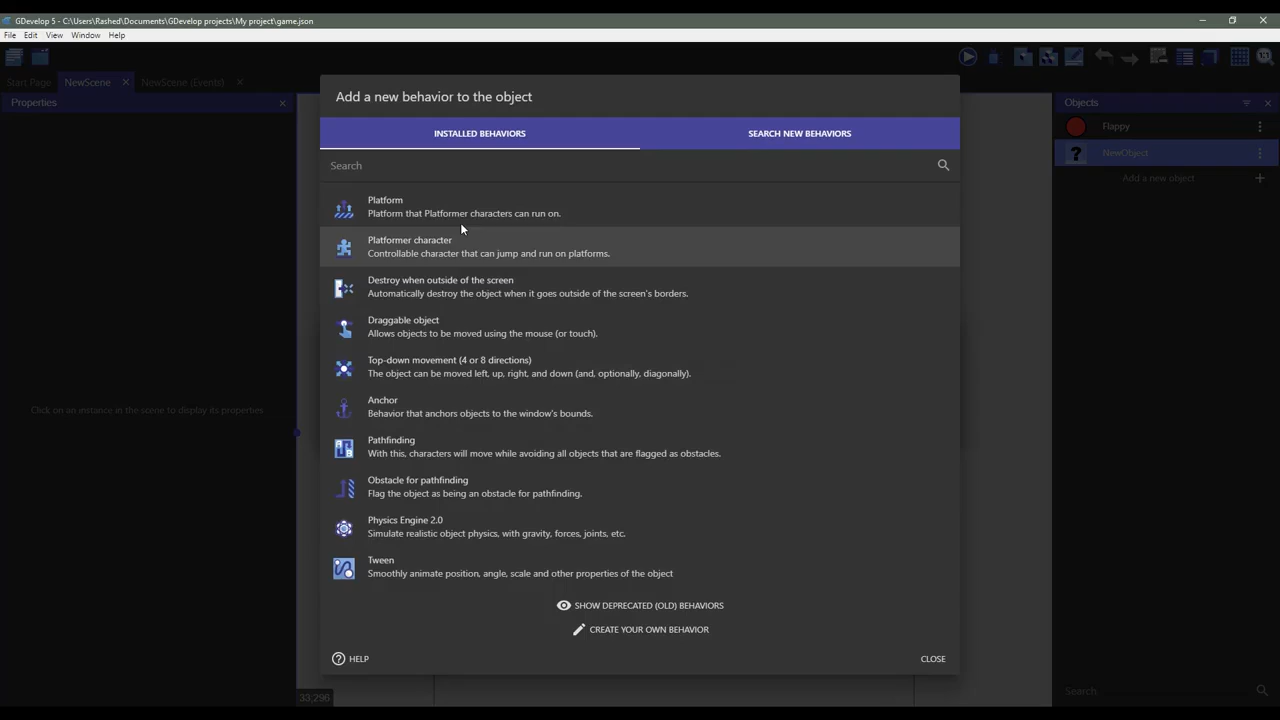 GDevelop 5 - C:\Users\Rashed\Documents\GDevelop projects\My project\game.json
File Edit View Window Help
Start Page NewScene NewScene (Events)
Properties
Click on an instance in the scene to display its properties
33;296
Add a new behavior to the object
INSTALLED BEHAVIORS SEARCH NEW BEHAVIORS
Search
Platform
Platform that Platformer characters can run on.
Platformer character
Controllable character that can jump and run on platforms.
Destroy when outside of the screen
Automatically destroy the object when it goes outside of the screen's borders.
Draggable object
Allows objects to be moved using the mouse (or touch).
Top-down movement (4 or 8 directions)
The object can be moved left, up, right, and down (and, optionally, diagonally).
Anchor
Behavior that anchors objects to the window's bounds.
Pathfinding
With this, characters will move while avoiding all objects that are flagged as obstacles.
Obstacle for pathfinding
Flag the object as being an obstacle for pathfinding.
Physics Engine 2.0
Simulate realistic object physics, with gravity, forces, joints, etc.
Tween
Smoothly animate position, angle, scale and other properties of the object
SHOW DEPRECATED (OLD) BEHAVIORS
CREATE YOUR OWN BEHAVIOR
HELP CLOSE
Objects
Flappy
NewObject
Add a new object
Search